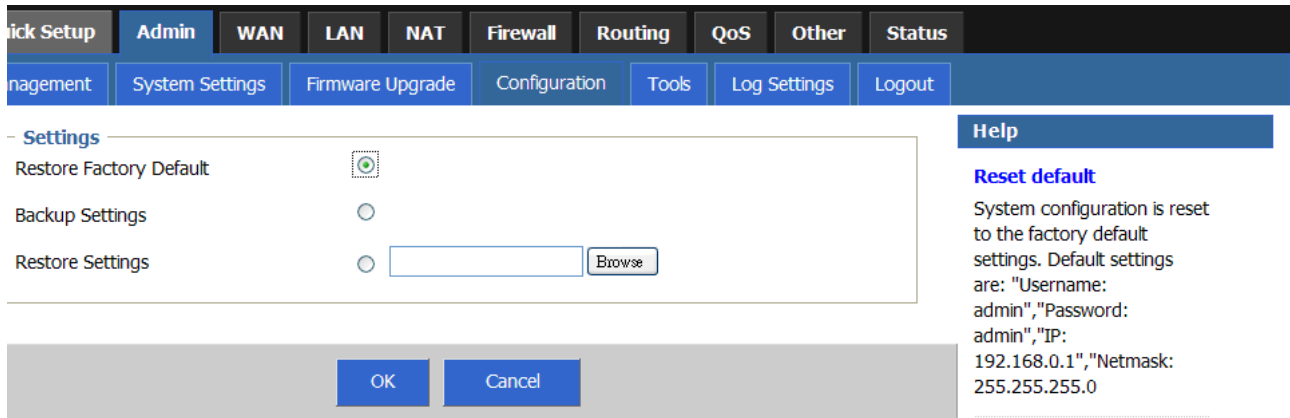 ick Setup Admin WAN LAN NAT Firewall Routing QoS Other Status
nagement System Settings Firmware Upgrade Configuration Tools Log Settings Logout
Settings
Restore Factory Default
Backup Settings
Restore Settings Browse
OK Cancel
Help
Reset default
System configuration is reset
to the factory default
settings. Default settings
are: "Username:
admin","Password:
admin","IP:
192.168.0.1","Netmask:
255.255.255.0